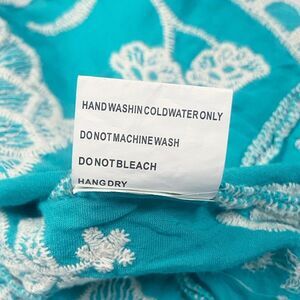 HAND WASH IN COLD WATER ONLY
DO NOT MACHINE WASH
DO NOT BLEACH
HANG DRY